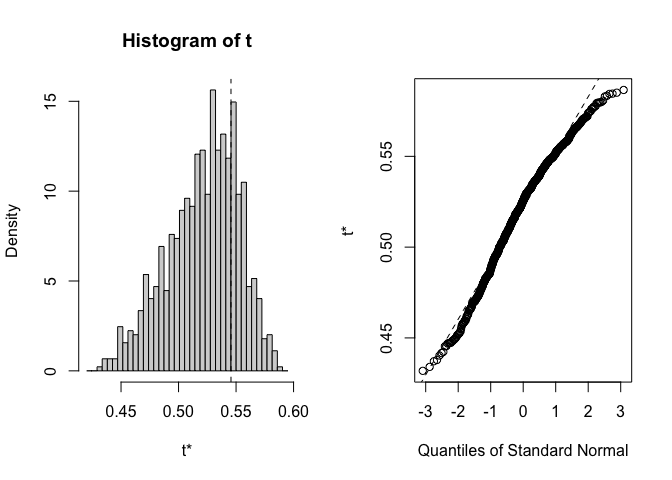 Histogram of t
Density
0
5
10
15
0.45 0.50 0.55 0.60
t*
t*
0.45
0.50
0.55
-3 -2 -1 0 1 2 3
Quantiles of Standard Normal